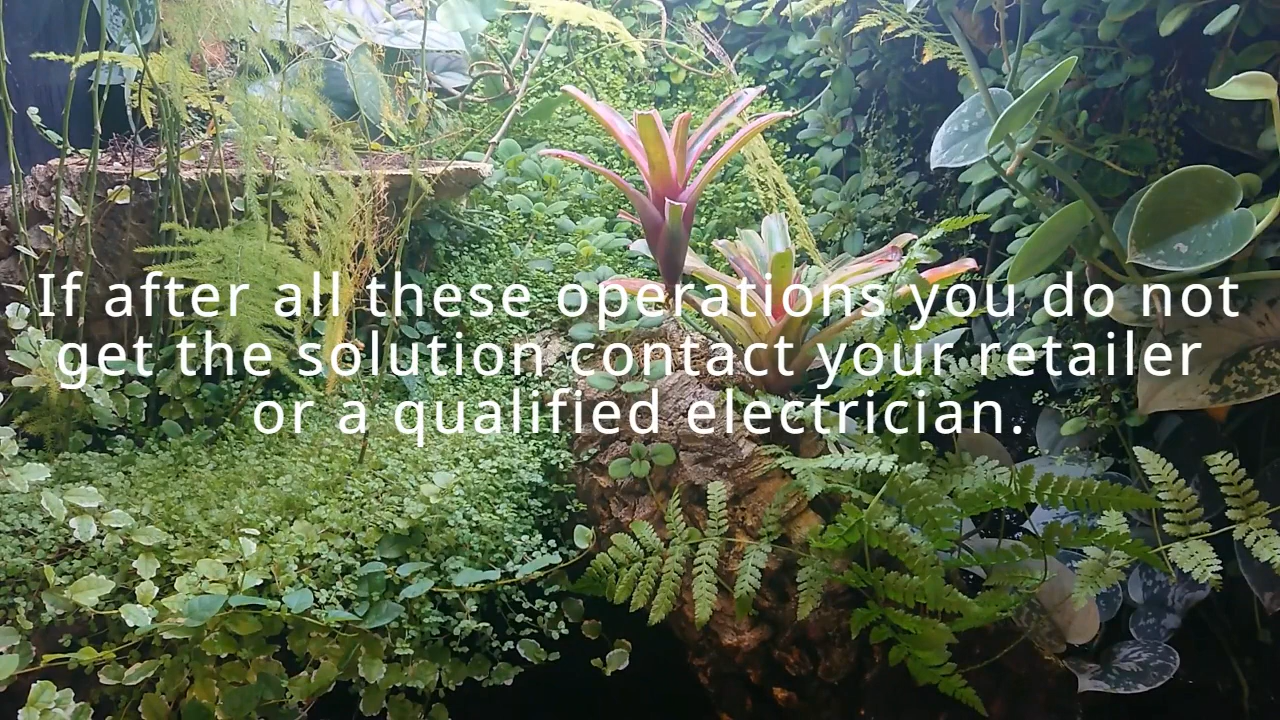 If after all these operations you do not
get the solution contact your retailer
or a qualified electrician.